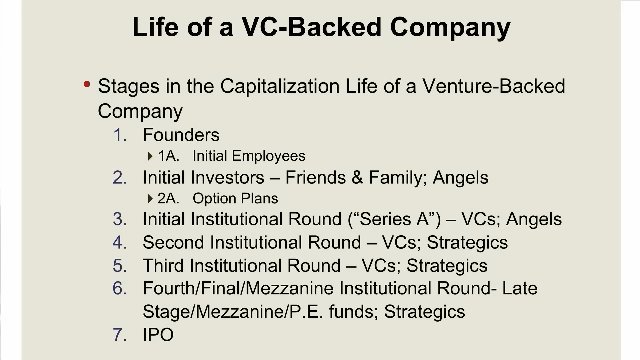 Life of a VC-Backed Company
• Stages in the Capitalization Life of a Venture-Backed
Company
1. Founders
1A. Initial Employees
2. Initial Investors – Friends & Family; Angels
2A. Option Plans
3. Initial Institutional Round (“Series A”) – VCs; Angels
4. Second Institutional Round – VCs; Strategics
5. Third Institutional Round – VCs; Strategics
6. Fourth/Final/Mezzanine Institutional Round- Late
Stage/Mezzanine/P.E. funds; Strategics
7. IPO